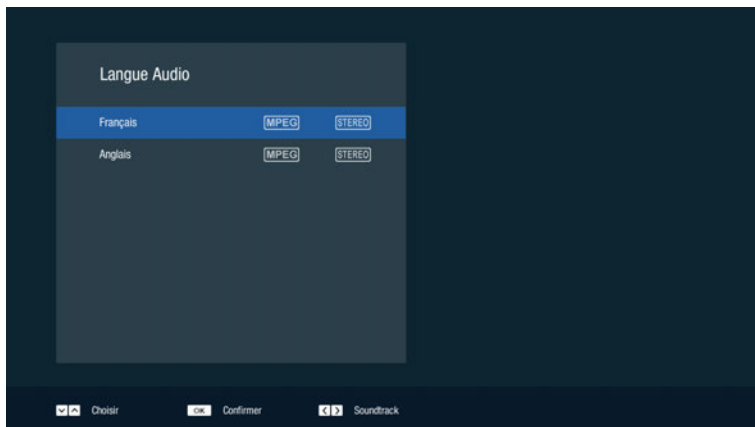 Langue Audio
Français MPEG STEREO
Anglais MPEG STEREO
Choisir OK Confirmer Soundtrack